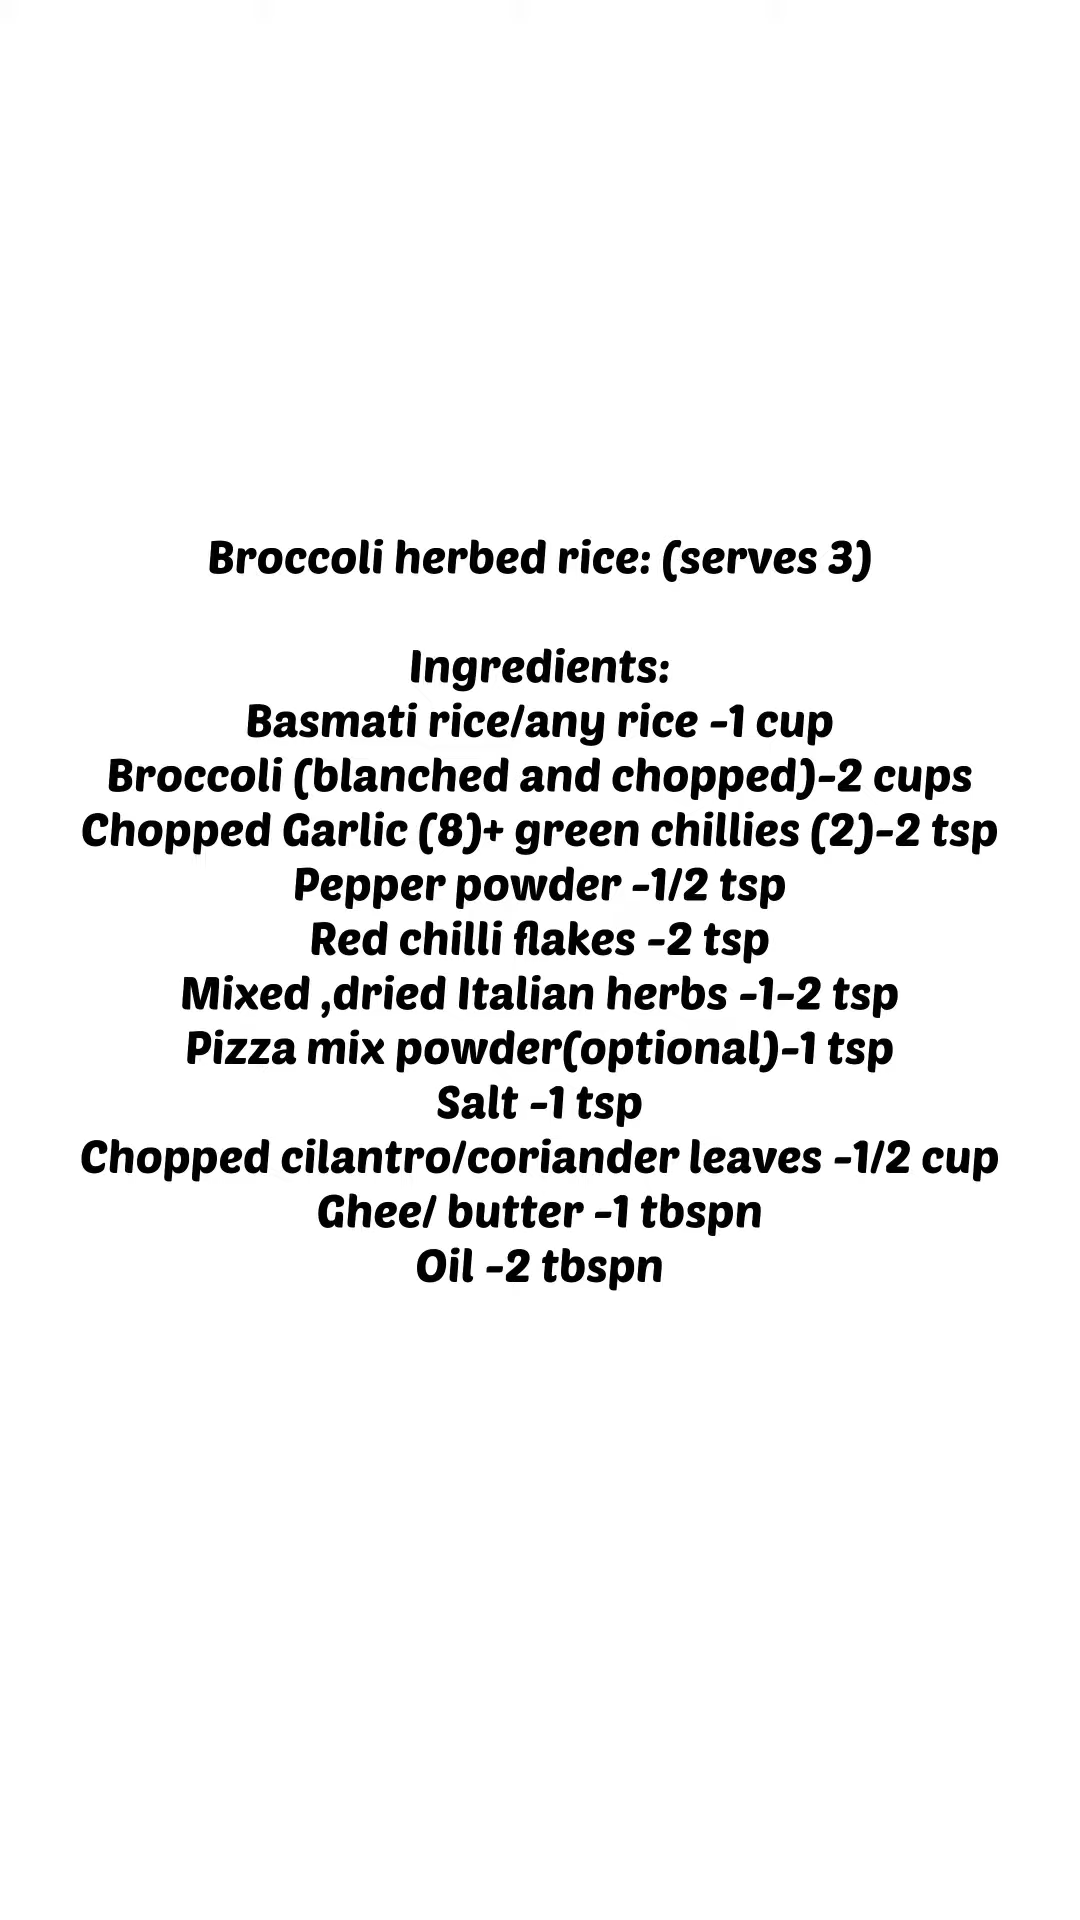 Broccoli herbed rice: (serves 3)
Ingredients:
Basmati rice/any rice -1 cup
Broccoli (blanched and chopped)-2 cups
Chopped Garlic (8)+ green chillies (2)-2 tsp
Pepper powder -1/2 tsp
Red chilli flakes -2 tsp
Mixed ,dried Italian herbs -1-2 tsp
Pizza mix powder(optional)-1 tsp
Salt -1 tsp
Chopped cilantro/coriander leaves -1/2 cup
Ghee/ butter -1 tbspn
Oil -2 tbspn